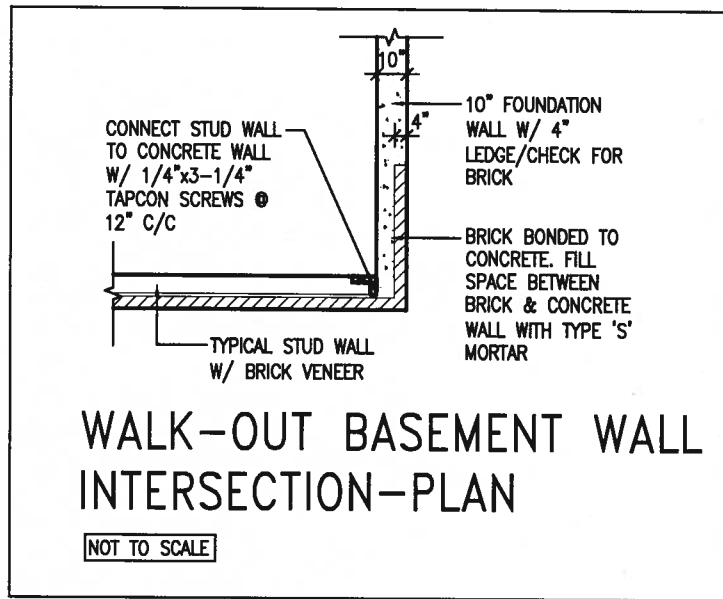 10"
4"
CONNECT STUD WALL
TO CONCRETE WALL
W/ 1/4"x3-1/4"
TAPCON SCREWS @
12" C/C
10" FOUNDATION
WALL W/ 4"
LEDGE/CHECK FOR
BRICK
BRICK BONDED TO
CONCRETE. FILL
SPACE BETWEEN
BRICK & CONCRETE
WALL WITH TYPE 'S'
MORTAR
TYPICAL STUD WALL
W/ BRICK VENEER
WALK-OUT BASEMENT WALL
INTERSECTION-PLAN
NOT TO SCALE